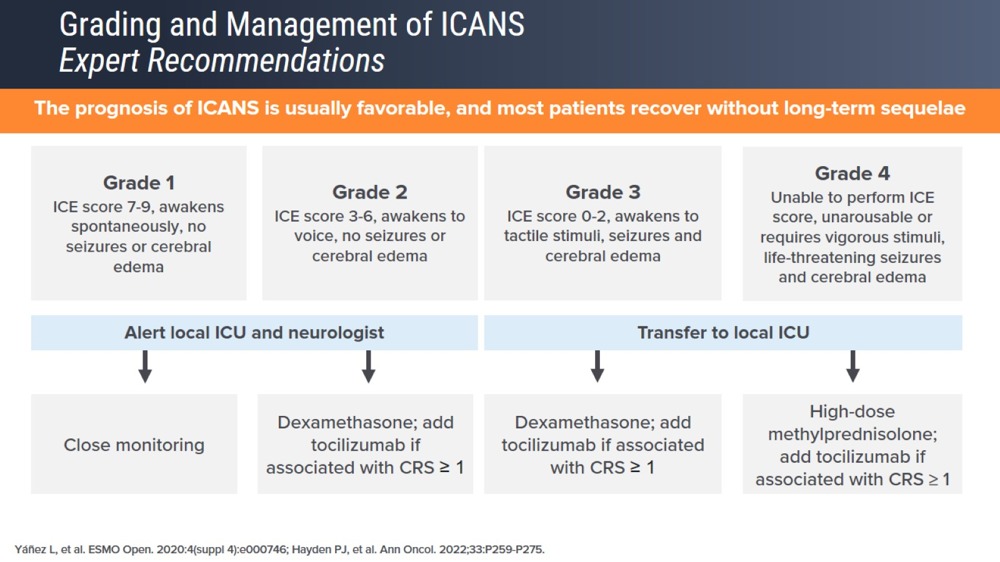 Grading and Management of ICANS
Expert Recommendations
The prognosis of ICANS is usually favorable, and most patients recover without long-term sequelae
Grade 1
ICE score 7-9, awakens
spontaneously, no
seizures or cerebral
edema
Grade 2
ICE score 3-6, awakens to
voice, no seizures or
cerebral edema
Grade 3
ICE score 0-2, awakens to
tactile stimuli, seizures and
cerebral edema
Grade 4
Unable to perform ICE
score, unarousable or
requires vigorous stimuli,
life-threatening seizures
and cerebral edema
Alert local ICU and neurologist
Transfer to local ICU
Close monitoring
Dexamethasone; add
tocilizumab if
associated with CRS ≥ 1
Dexamethasone; add
tocilizumab if associated
with CRS ≥ 1
High-dose
methylprednisolone;
add tocilizumab if
associated with CRS ≥ 1
Yáñez L, et al. ESMO Open. 2020:4(suppl 4):e000746; Hayden PJ, et al. Ann Oncol. 2022;33:P259-P275.